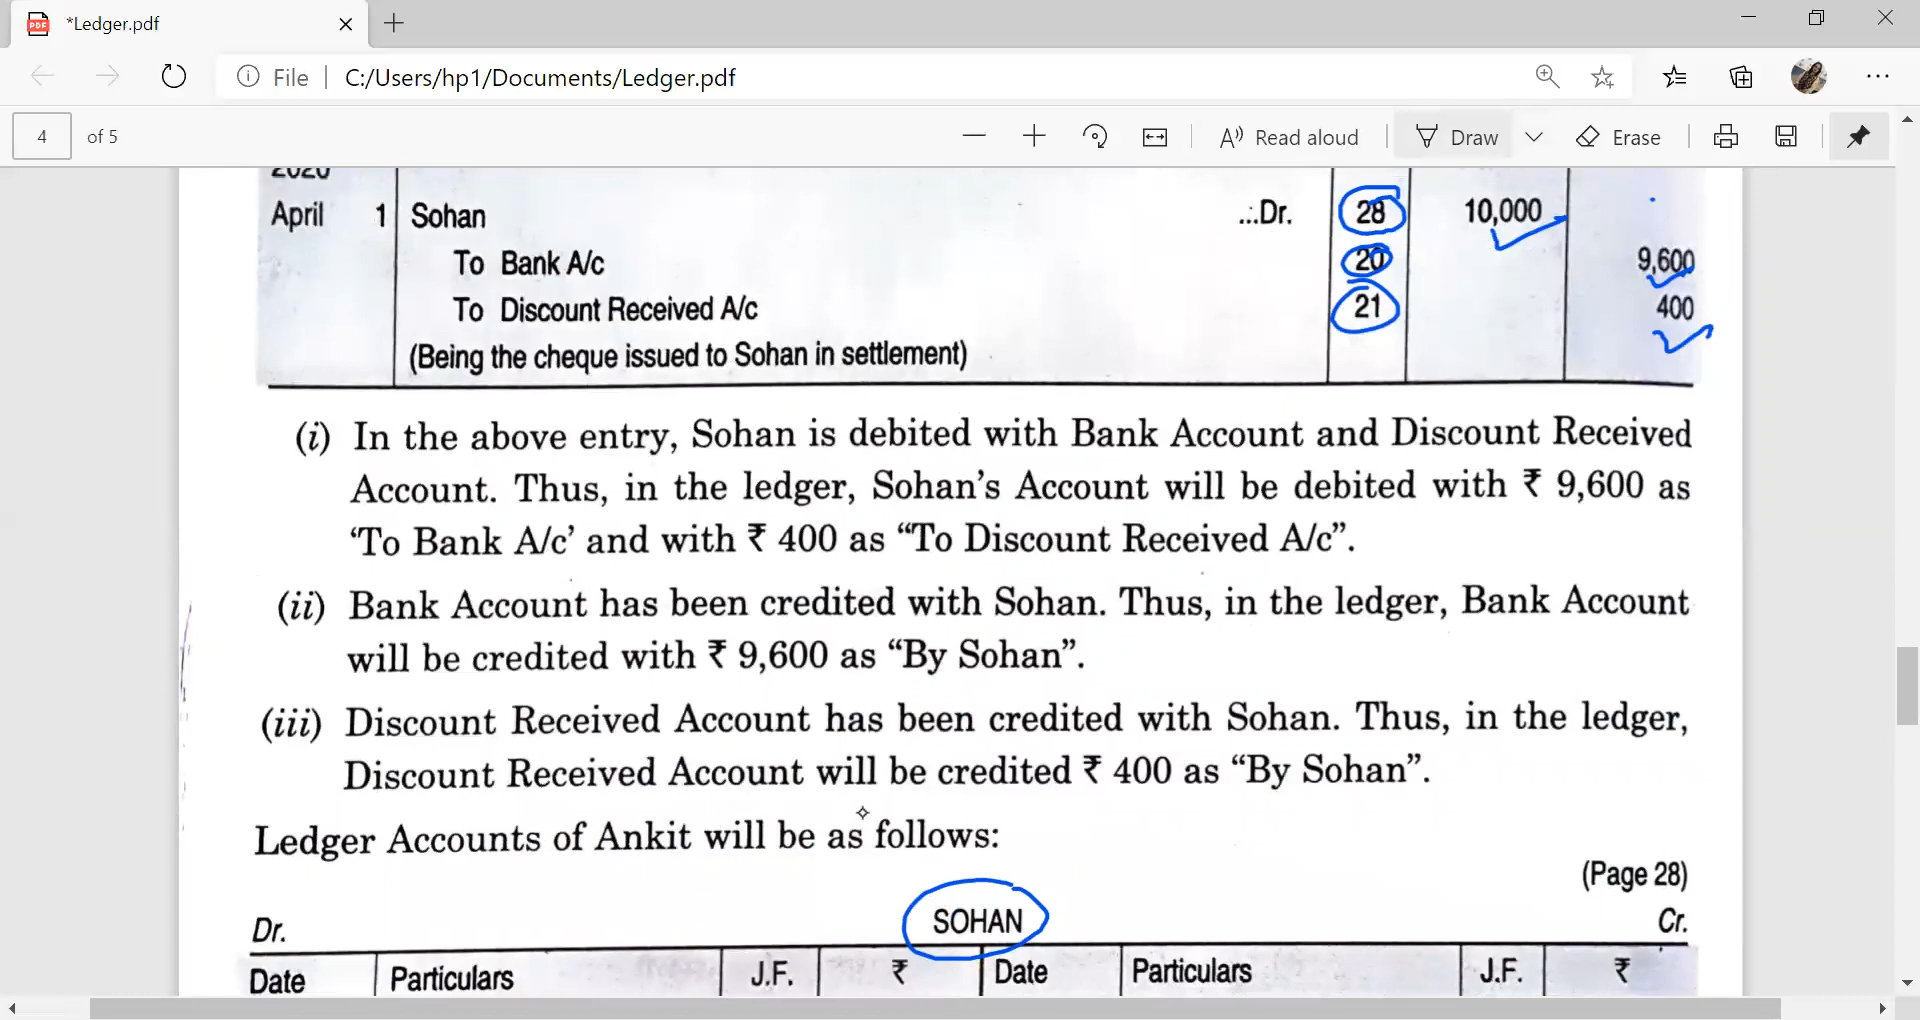 *Ledger.pdf
File | C:/Users/hp1/Documents/Ledger.pdf
4 of 5
Read aloud Draw Erase
2020
April 1 Sohan ...Dr. 28 10,000
To Bank A/c 20 9,600
To Discount Received A/c 21 400
(Being the cheque issued to Sohan in settlement)
(i) In the above entry, Sohan is debited with Bank Account and Discount Received
Account. Thus, in the ledger, Sohan's Account will be debited with ₹ 9,600 as
'To Bank A/c' and with ₹ 400 as “To Discount Received A/c”.
(ii) Bank Account has been credited with Sohan. Thus, in the ledger, Bank Account
will be credited with ₹ 9,600 as “By Sohan”.
(iii) Discount Received Account has been credited with Sohan. Thus, in the ledger,
Discount Received Account will be credited ₹ 400 as “By Sohan”.
Ledger Accounts of Ankit will be as follows:
(Page 28)
Dr. SOHAN Cr.
Date Particulars J.F. ₹ Date Particulars J.F. ₹